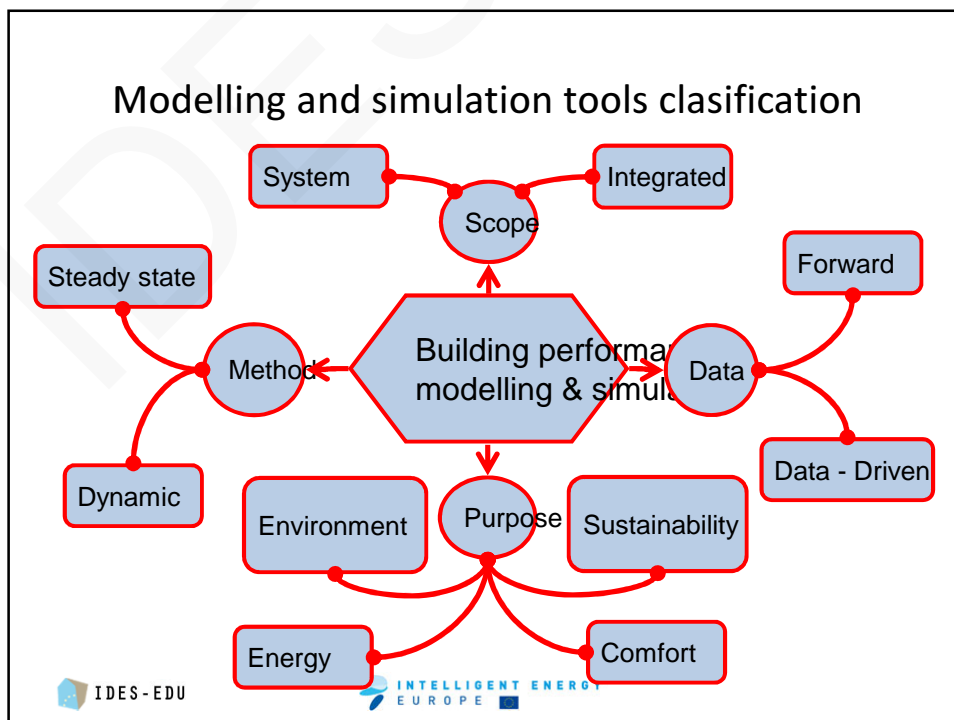 Modelling and simulation tools clasification
System
Integrated
Scope
Steady state
Forward
Method
Building performa
modelling & simula
Data
Dynamic
Data - Driven
Environment
Purpose
Sustainability
Energy
Comfort
IDES-EDU
INTELLIGENT ENERGY
EUROPE
IDES